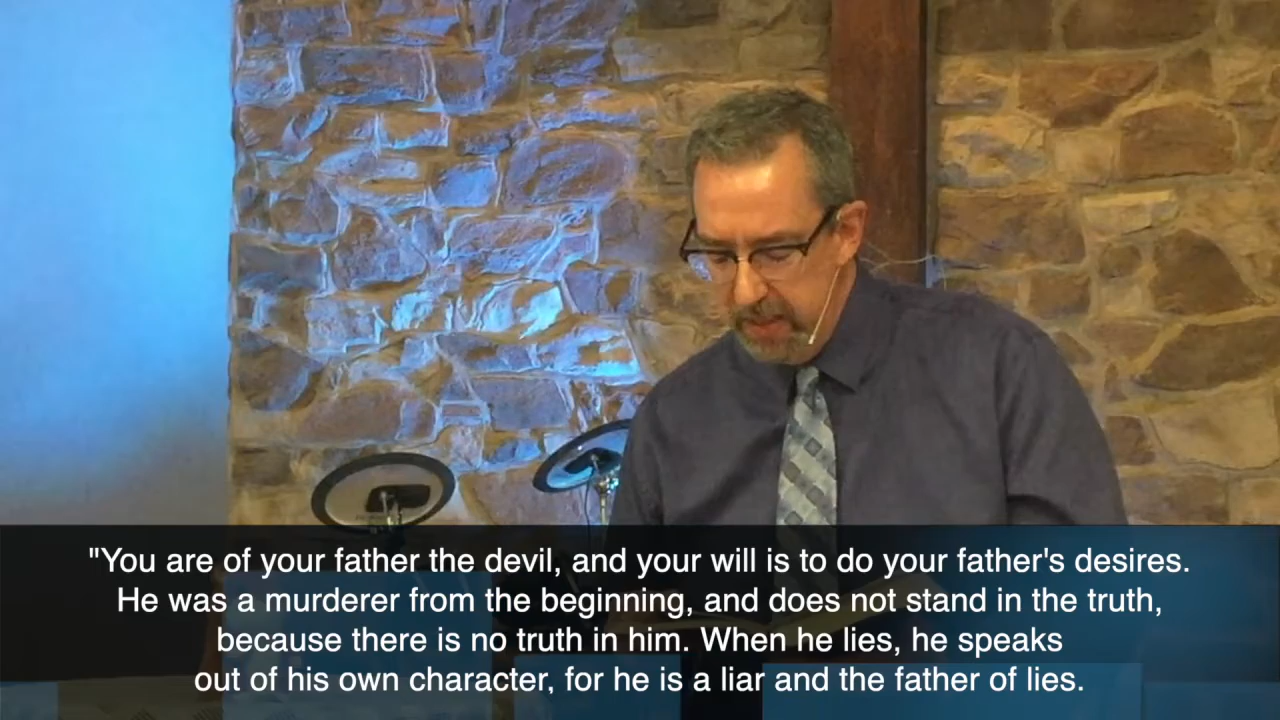 "You are of your father the devil, and your will is to do your father's desires.
He was a murderer from the beginning, and does not stand in the truth,
because there is no truth in him. When he lies, he speaks
out of his own character, for he is a liar and the father of lies.